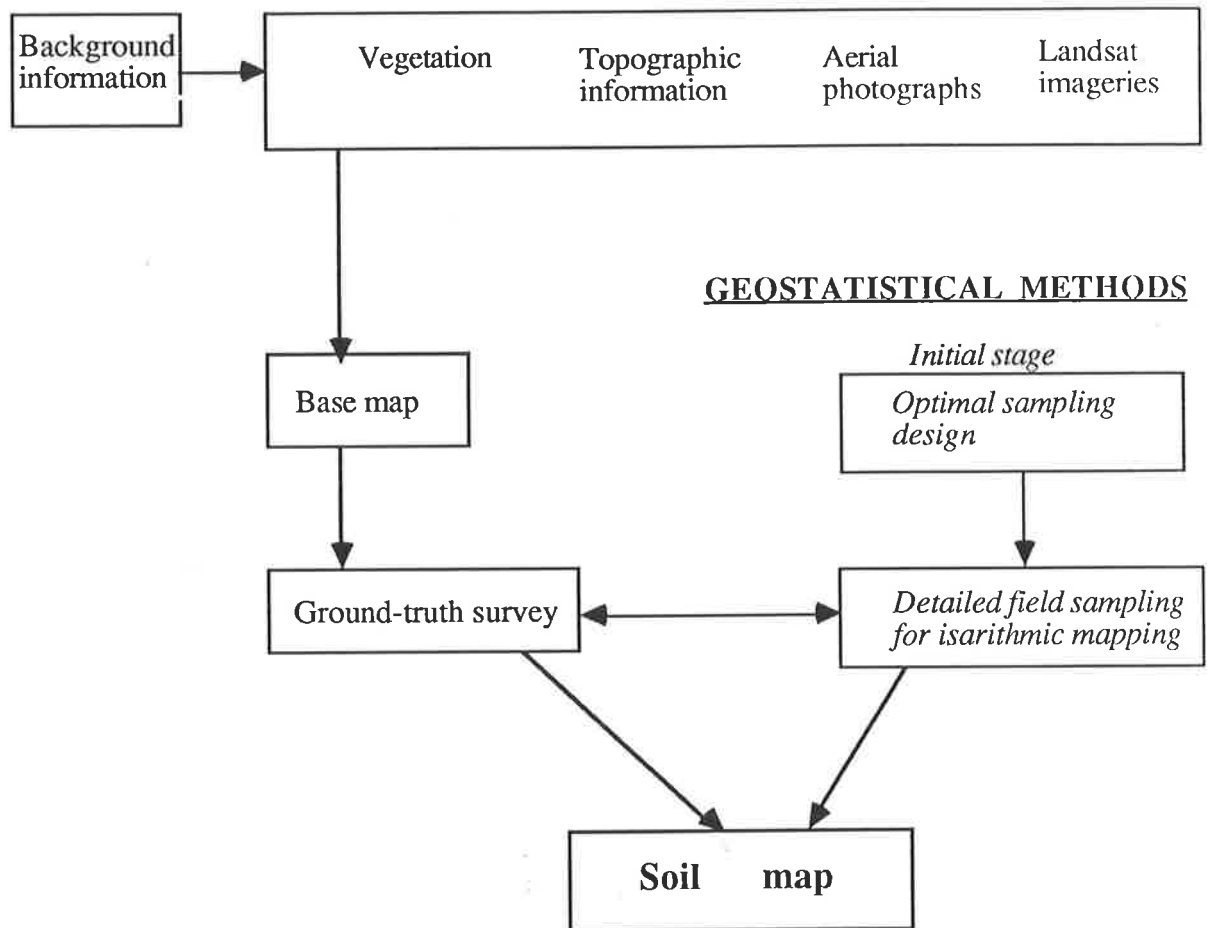 Background
information
Vegetation
Topographic
information
Aerial
photographs
Landsat
imageries
GEOSTATISTICAL METHODS
Initial stage
Optimal sampling
design
Base map
Ground-truth survey
Detailed field sampling
for isarithmic mapping
Soil map